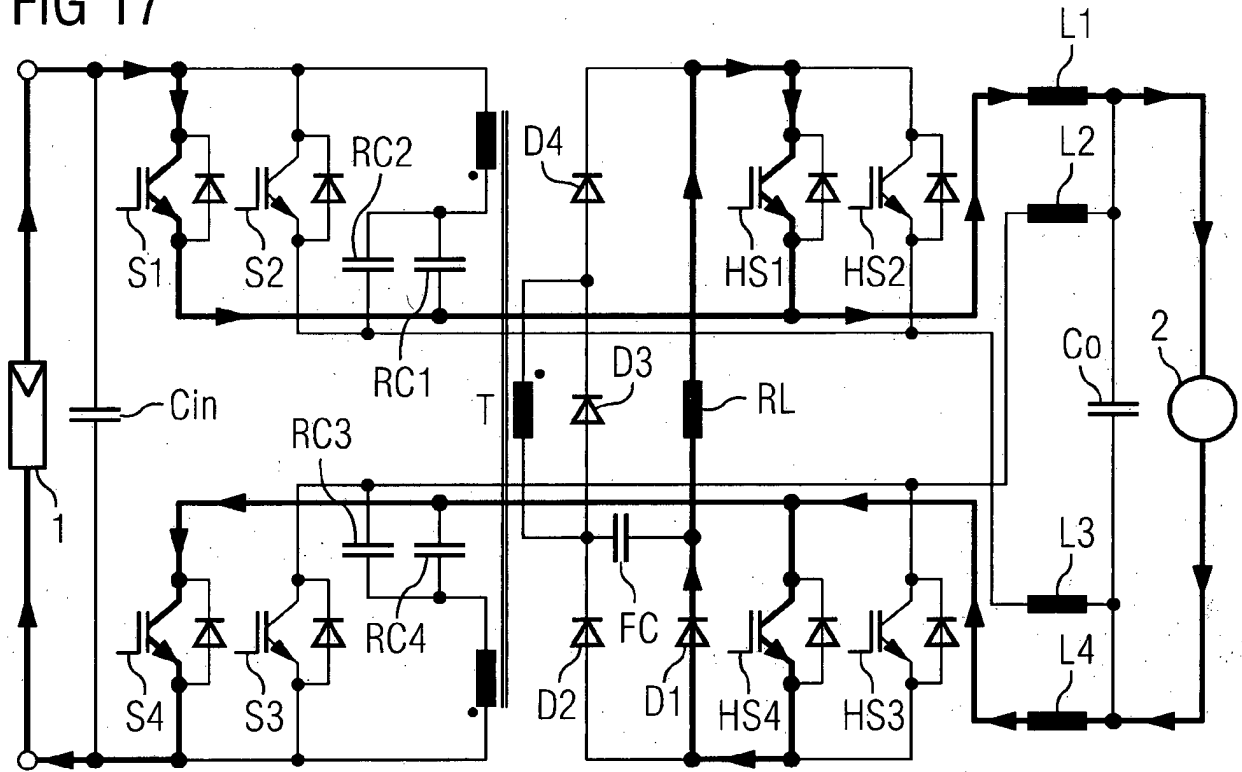 FIG 17
L1
RC2
D4
L2
S1
S2
HS1
HS2
2
RC1
D3
Co
Cin
T
RL
RC3
1
L3
FC
RC4
L4
S4
S3
D2
D1
HS4
HS3